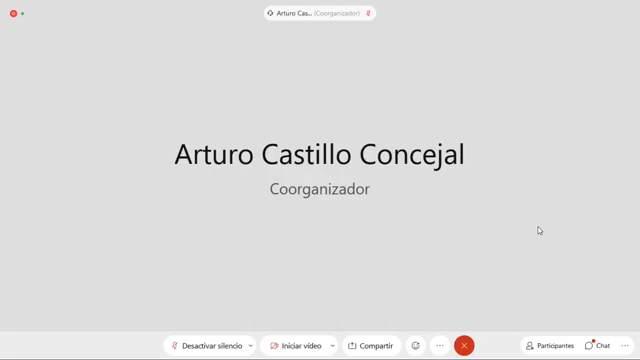 Arturo Cas... (Coorganizador)
Arturo Castillo Concejal
Coorganizador
Desactivar silencio
Iniciar vídeo
Compartir
Participantes
Chat